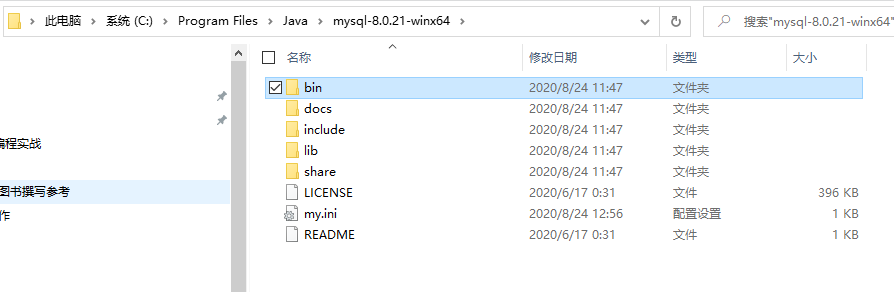 此电脑 > 系统 (C:) > Program Files > Java > mysql-8.0.21-winx64 >
搜索"mysql-8.0.21-winx64"
名称 修改日期 类型 大小
bin 2020/8/24 11:47 文件夹
docs 2020/8/24 11:47 文件夹
include 2020/8/24 11:47 文件夹
编程实战
lib 2020/8/24 11:47 文件夹
share 2020/8/24 11:47 文件夹
图书撰写参考
LICENSE 2020/6/17 0:31 文件 396 KB
作
my.ini 2020/8/24 12:56 配置设置 1 KB
README 2020/6/17 0:31 文件 1 KB